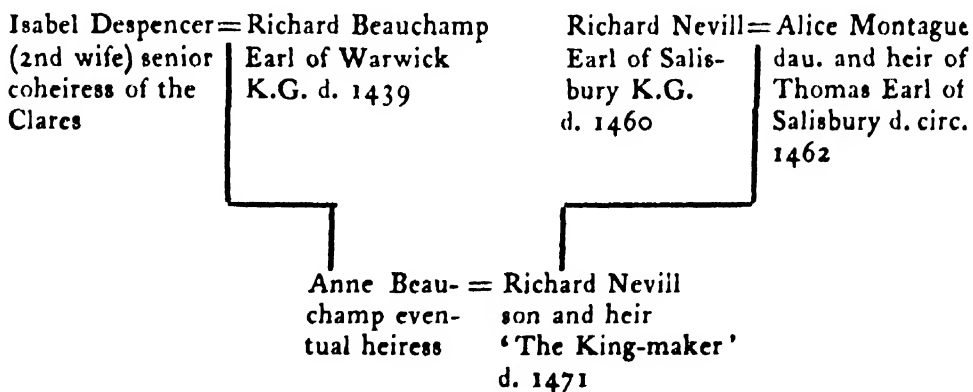 Isabel Despencer=
(2nd wife) senior
coheiress of the
Clares
Richard Beauchamp
Earl of Warwick
K.G. d. 1439
Richard Nevill=
Earl of Salis-
bury K.G.
d. 1460
Alice Montague
dau. and heir of
Thomas Earl of
Salisbury d. circ.
1462
Anne Beau- =
champ even-
tual heiress
Richard Nevill
son and heir
‘The King-maker’
d. 1471